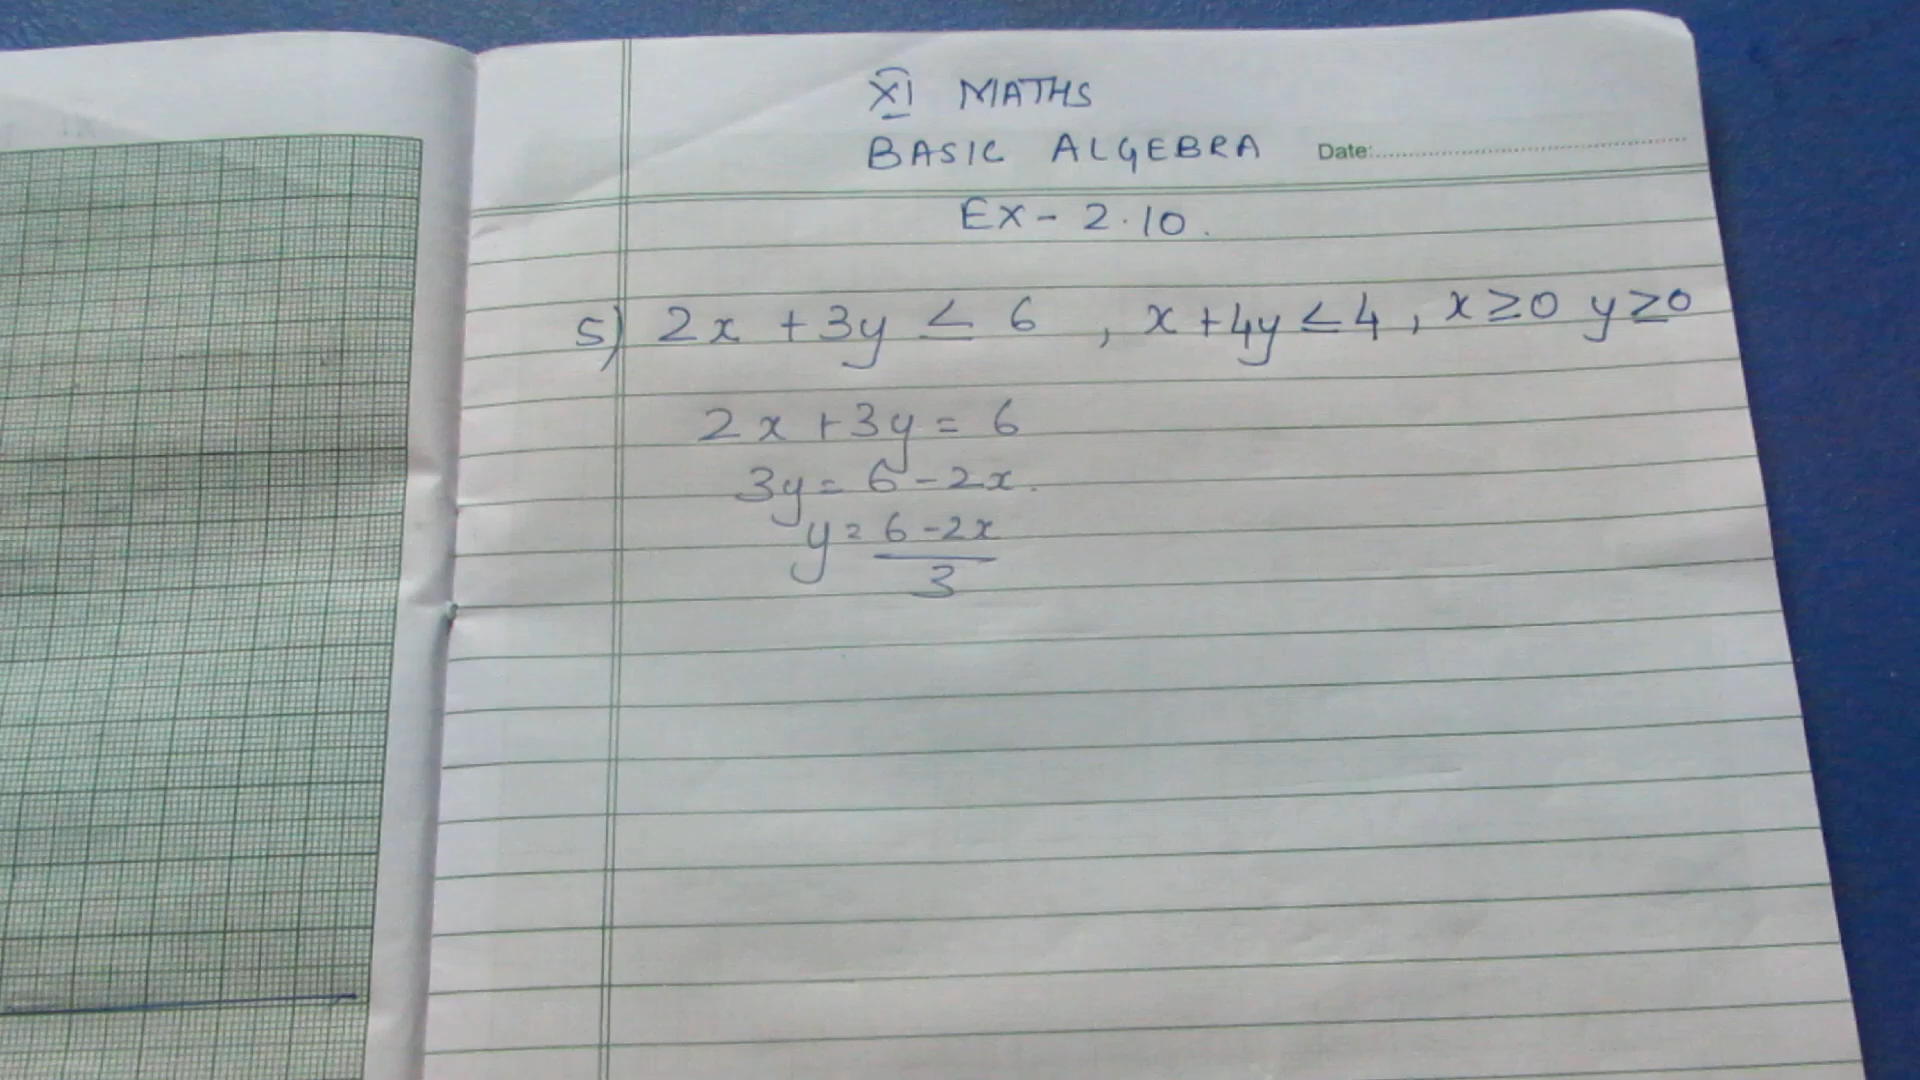 XI MATHS
BASIC ALGEBRA Date:
EX - 2.10.
5) 2x + 3y ≤ 6 , x + 4y ≤ 4 , x ≥ 0 y ≥ 0
2x + 3y = 6
3y = 6 - 2x.
y = 6 - 2x
3